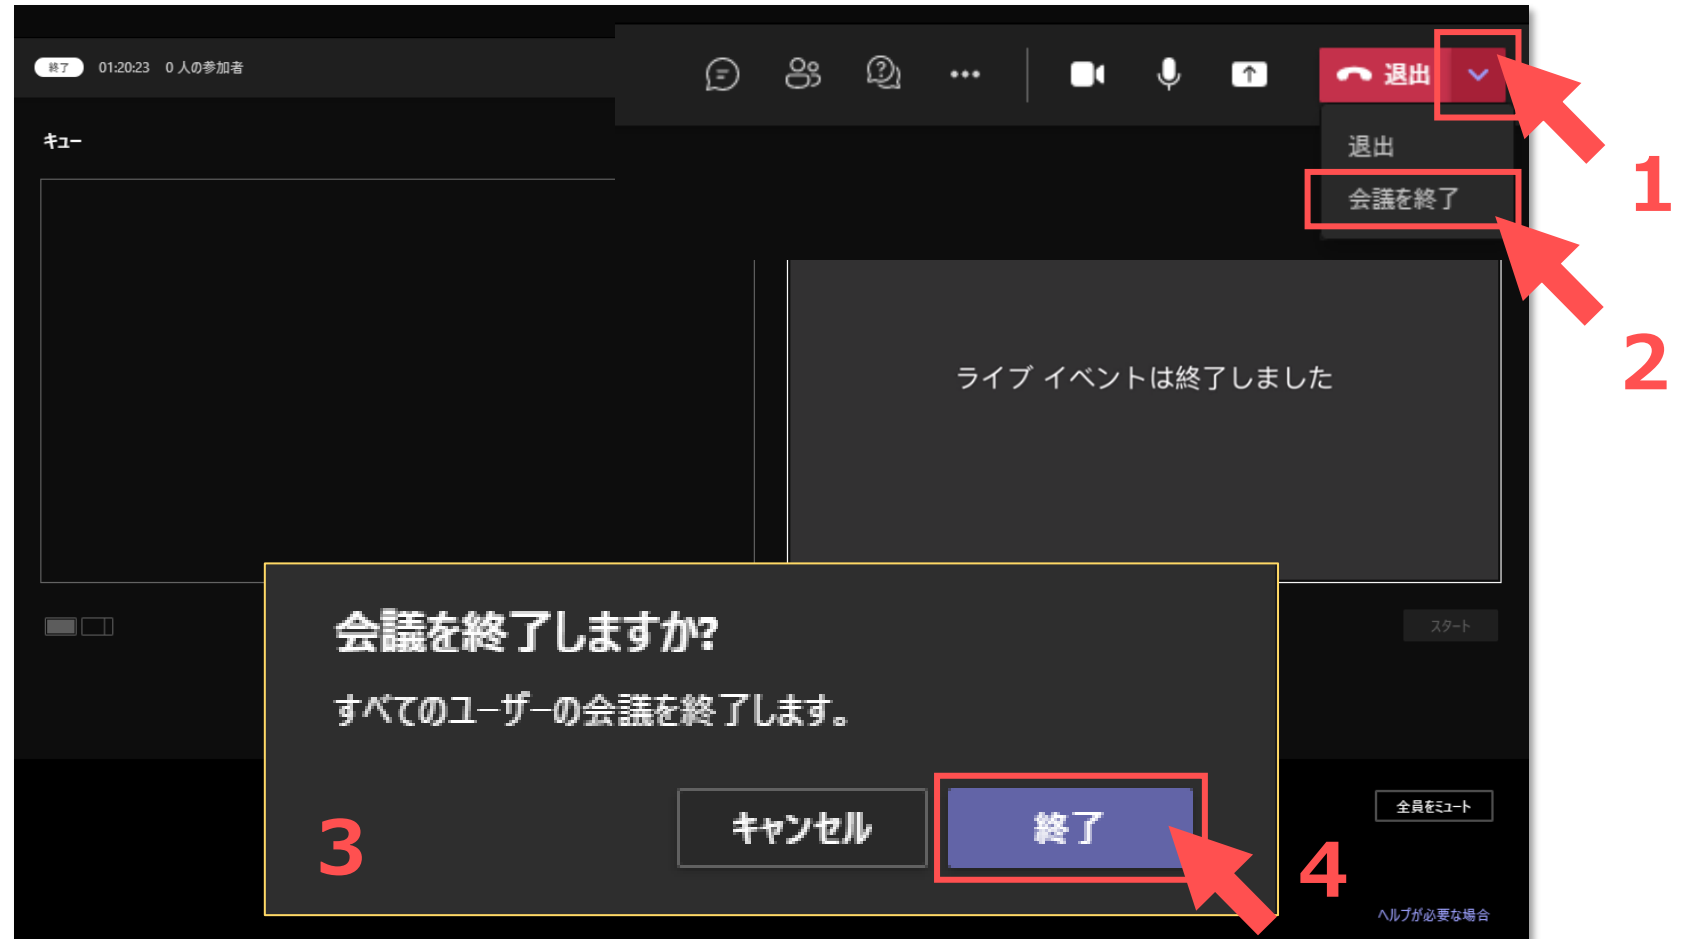 終了 01:20:23 0 人の参加者
退出
退出
会議を終了
1
2
キュー
ライブ イベントは終了しました
スタート
会議を終了しますか?
すべてのユーザーの会議を終了します。
キャンセル 終了
3
4
全員をミュート
ヘルプが必要な場合